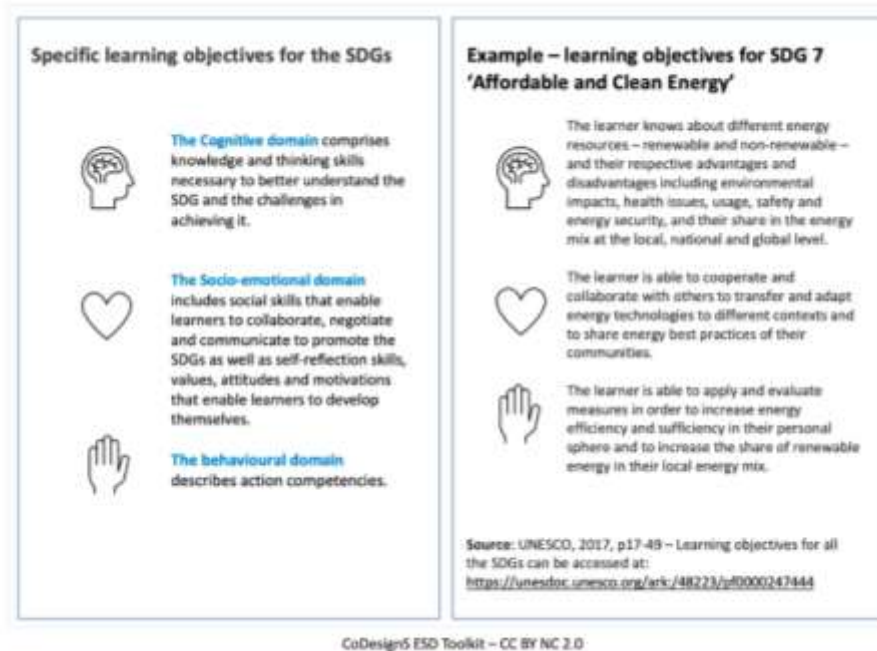 Specific learning objectives for the SDGs
The Cognitive domain comprises
knowledge and thinking skills
necessary to better understand the
SDG and the challenges in
achieving it.
The Socio-emotional domain
includes social skills that enable
learners to collaborate, negotiate
and communicate to promote the
SDGs as well as self-reflection skills,
values, attitudes and motivations
that enable learners to develop
themselves.
The behavioural domain
describes action competencies.
Example – learning objectives for SDG 7
‘Affordable and Clean Energy’
The learner knows about different energy
resources – renewable and non-renewable –
and their respective advantages and
disadvantages including environmental
impacts, health issues, usage, safety and
energy security, and their share in the energy
mix at the local, national and global level.
The learner is able to cooperate and
collaborate with others to transfer and adapt
energy technologies to different contexts and
to share energy best practices of their
communities.
The learner is able to apply and evaluate
measures in order to increase energy
efficiency and sufficiency in their personal
sphere and to increase the share of renewable
energy in their local energy mix.
Source: UNESCO, 2017, p17-49 – Learning objectives for all
the SDGs can be accessed at:
https://unesdoc.unesco.org/ark:/48223/pf0000247444
CoDesignS ESD Toolkit – CC BY NC 2.0